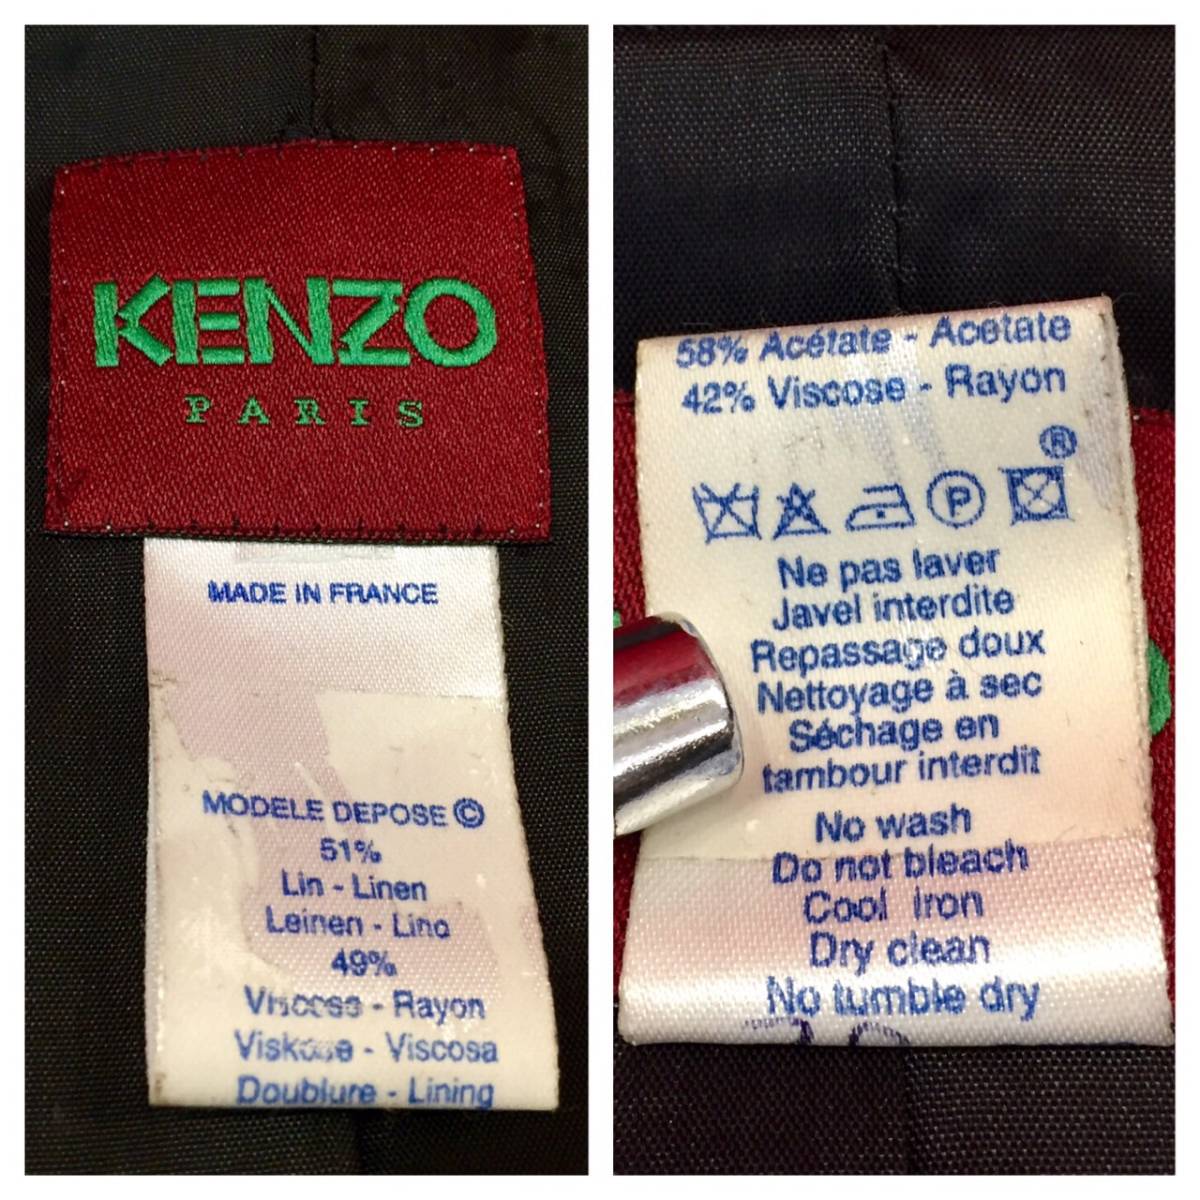 KENZO
PARIS
MADE IN FRANCE
MODELE DEPOSE ©
51%
Lin - Linen
Leinen - Lino
49%
Viscose - Rayon
Viskose - Viscosa
Doublure - Lining
58% Acétate - Acetate
42% Viscose - Rayon
®
P
Ne pas laver
Javel interdite
Repassage doux
Nettoyage à sec
Séchage en
tambour interdit
No wash
Do not bleach
Cool iron
Dry clean
No tumble dry